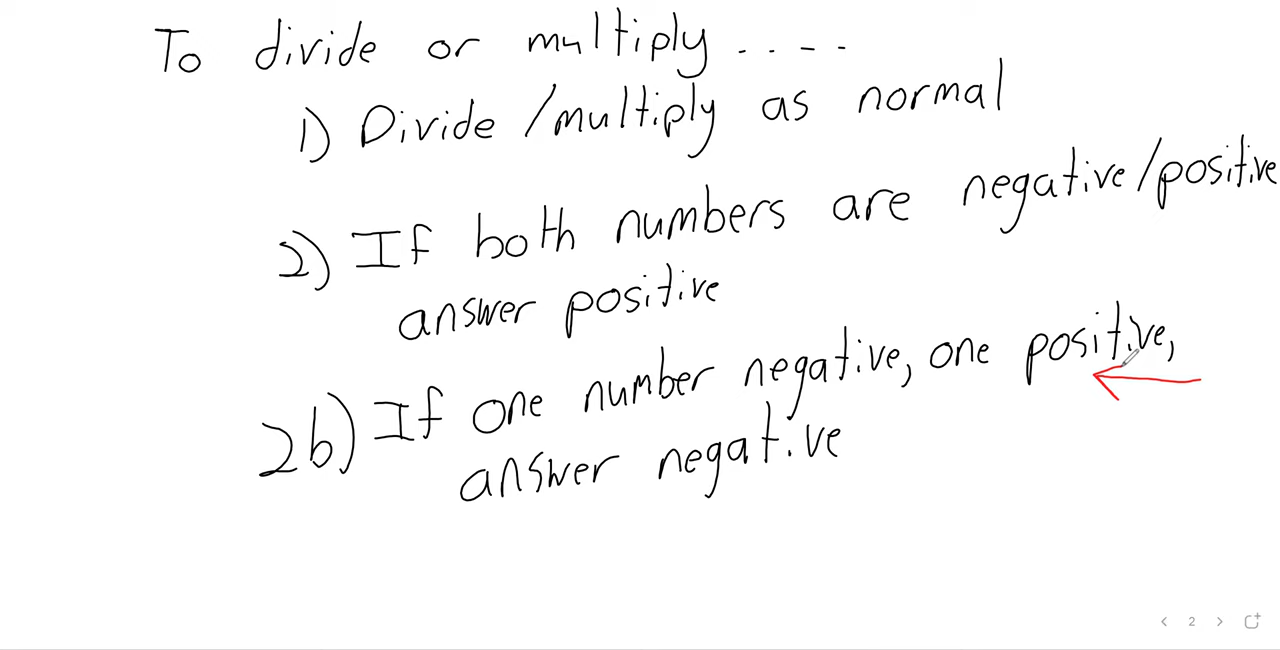 To divide or multiply ....
1) Divide/multiply as normal
2) If both numbers are negative/positive
answer positive
2b) If one number negative, one positive,
answer negative
2